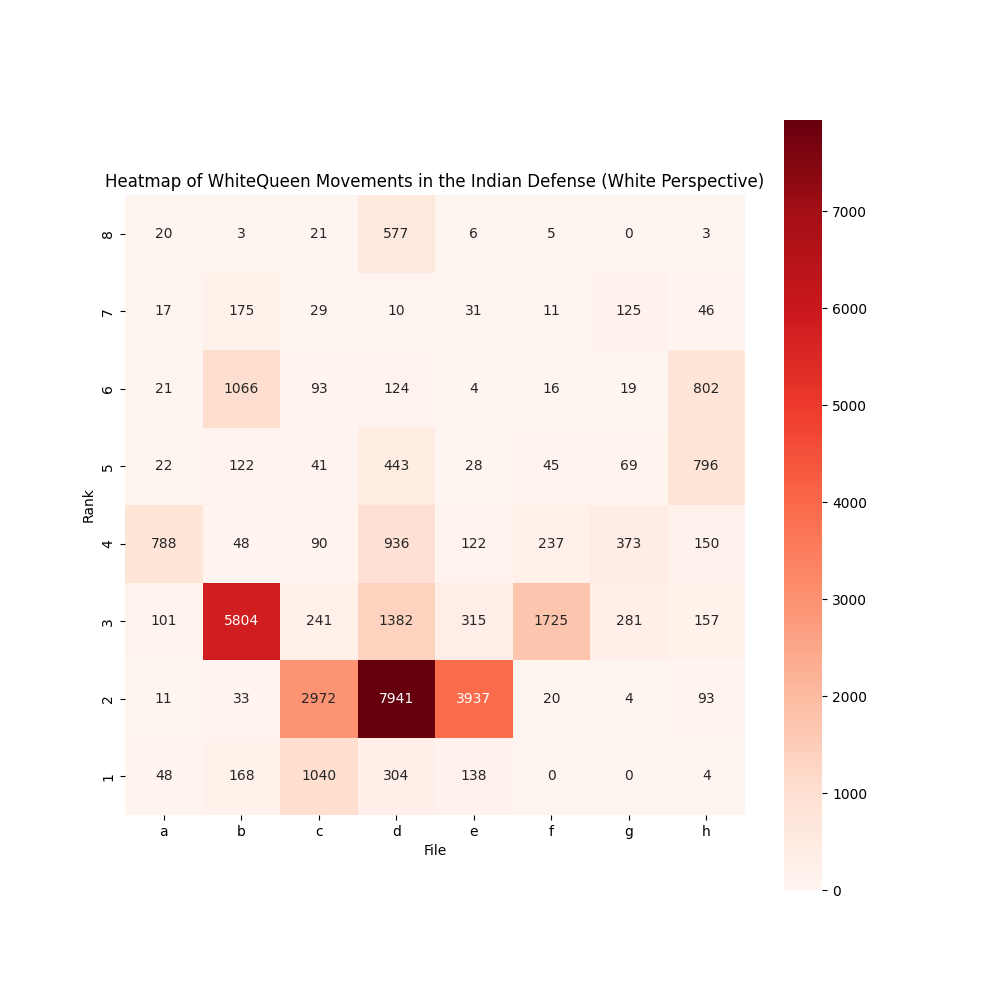 Heatmap of WhiteQueen Movements in the Indian Defense (White Perspective)
8 20 3 21 577 6 5 0 3
7 17 175 29 10 31 11 125 46
6 21 1066 93 124 4 16 19 802
5 22 122 41 443 28 45 69 796
Rank
4 788 48 90 936 122 237 373 150
3 101 5804 241 1382 315 1725 281 157
2 11 33 2972 7941 3937 20 4 93
1 48 168 1040 304 138 0 0 4
a b c d e f g h
File
7000
6000
5000
4000
3000
2000
1000
0